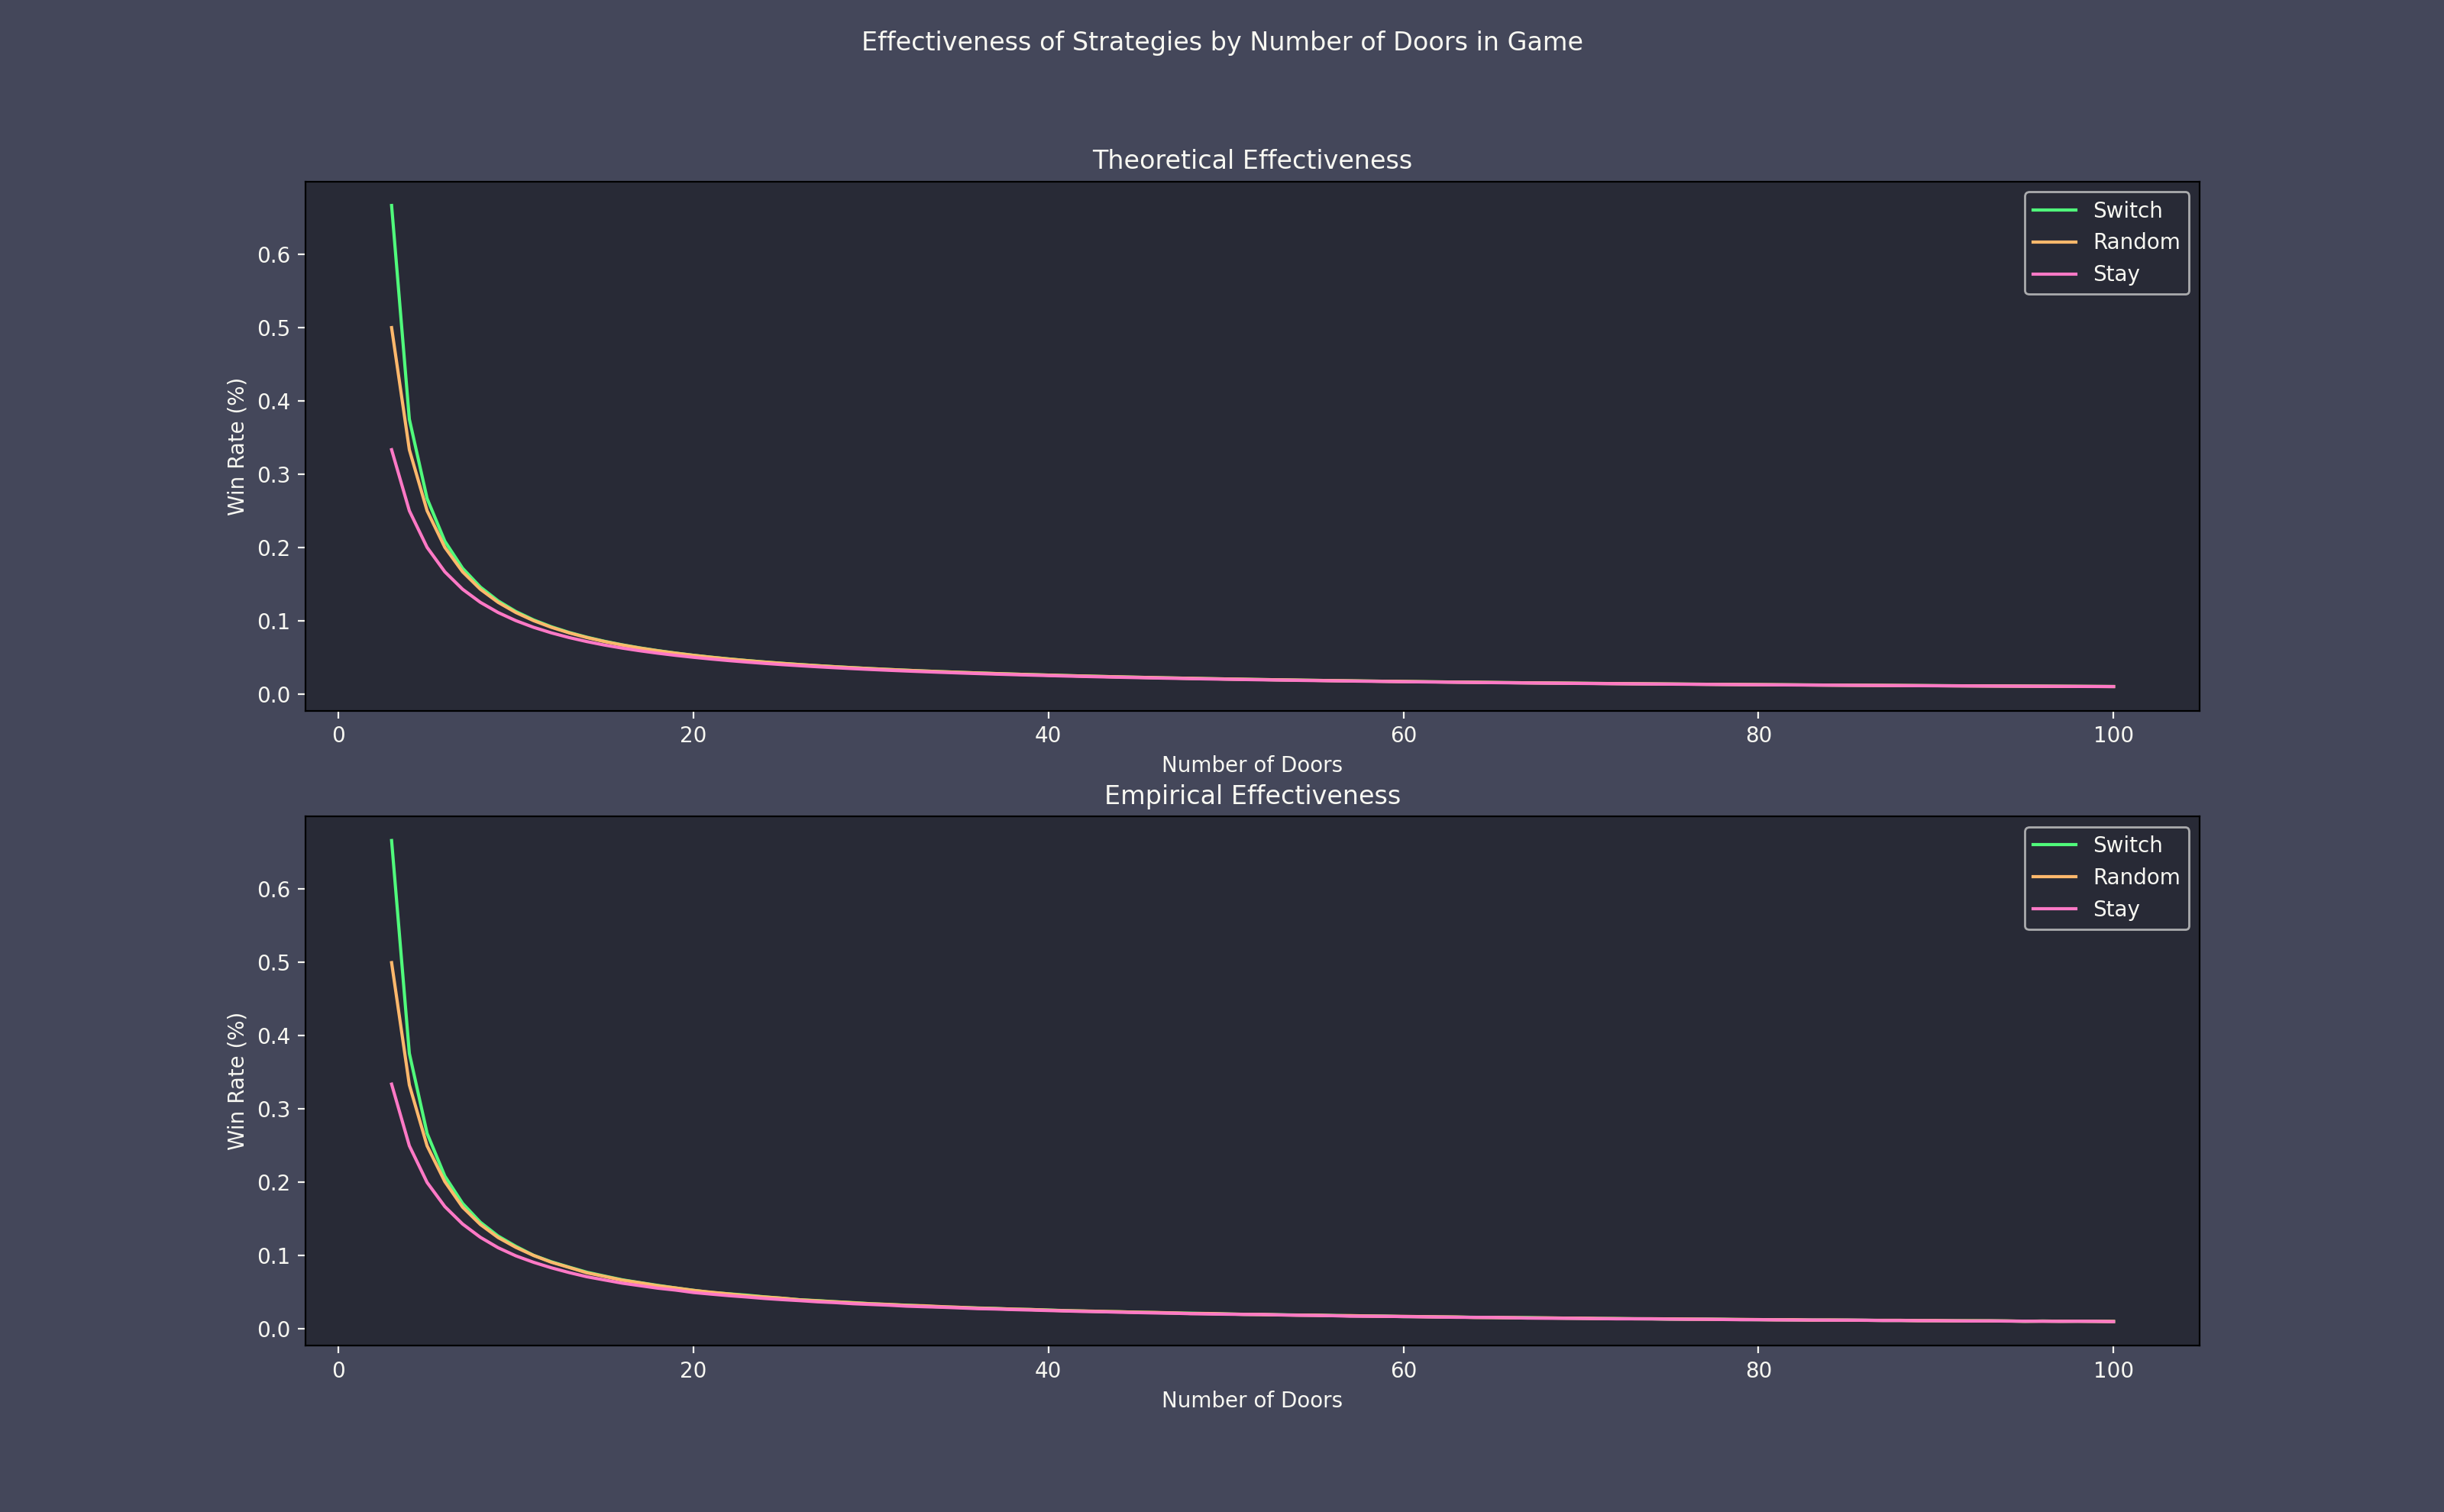 Effectiveness of Strategies by Number of Doors in Game
Theoretical Effectiveness
Switch
Random
Stay
Win Rate (%)
0.6
0.5
0.4
0.3
0.2
0.1
0.0
0 20 40 60 80 100
Number of Doors
Empirical Effectiveness
Switch
Random
Stay
Win Rate (%)
0.6
0.5
0.4
0.3
0.2
0.1
0.0
0 20 40 60 80 100
Number of Doors